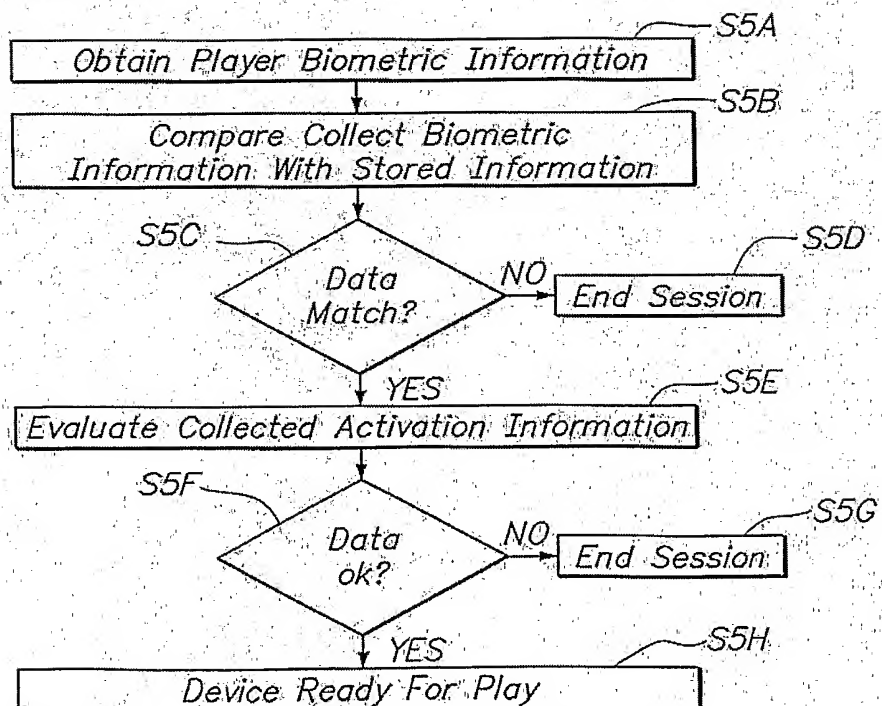 S5A
Obtain Player Biometric Information
S5B
Compare Collect Biometric
Information With Stored Information
S5C
Data
Match?
NO
S5D
End Session
YES
S5E
Evaluate Collected Activation Information
S5F
Data
ok?
NO
S5G
End Session
YES
S5H
Device Ready For Play